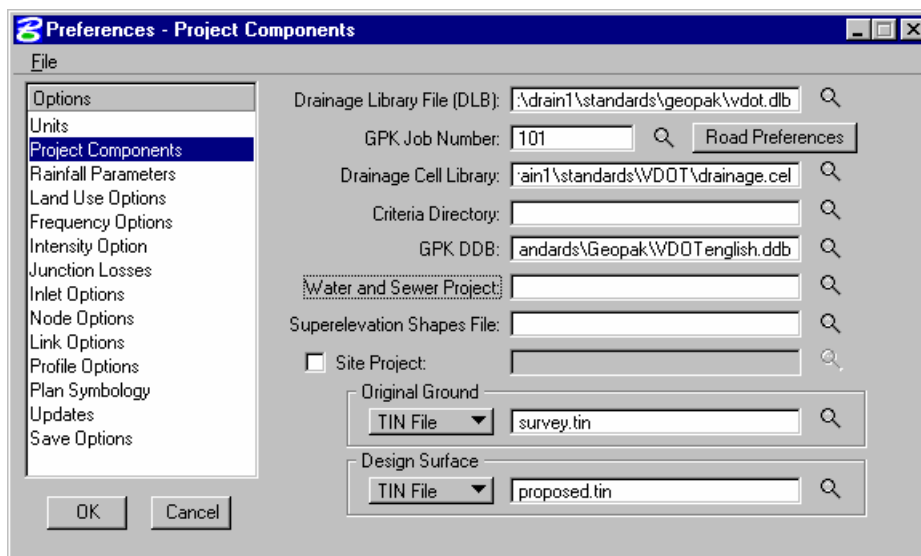 Preferences - Project Components
File
Options
Units
Project Components
Rainfall Parameters
Land Use Options
Frequency Options
Intensity Option
Junction Losses
Inlet Options
Node Options
Link Options
Profile Options
Plan Symbology
Updates
Save Options
OK Cancel
Drainage Library File (DLB): :\drain1\standards\geopak\vdot.dlb
GPK Job Number: 101 Road Preferences
Drainage Cell Library: ain1\standards\VDOT\drainage.cel
Criteria Directory:
GPK DDB: andards\Geopak\VDOTenglish.ddb
Water and Sewer Project:
Superelevation Shapes File:
Site Project:
Original Ground
TIN File survey.tin
Design Surface
TIN File proposed.tin